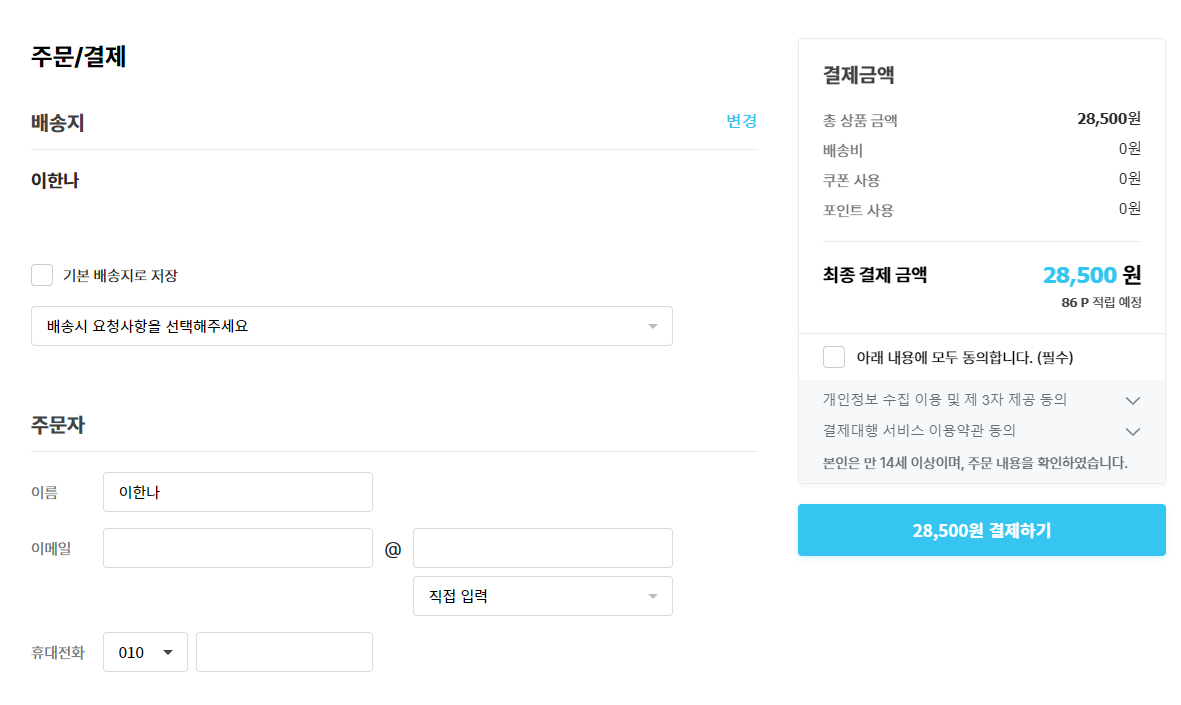 주문/결제
배송지 변경
이한나
기본 배송지로 저장
배송시 요청사항을 선택해주세요
주문자
이름 이한나
이메일 @
직접 입력
휴대전화 010
결제금액
총 상품 금액 28,500원
배송비 0원
쿠폰 사용 0원
포인트 사용 0원
최종 결제 금액 28,500 원
86 P 적립 예정
아래 내용에 모두 동의합니다. (필수)
개인정보 수집 이용 및 제 3자 제공 동의
결제대행 서비스 이용약관 동의
본인은 만 14세 이상이며, 주문 내용을 확인하였습니다.
28,500원 결제하기